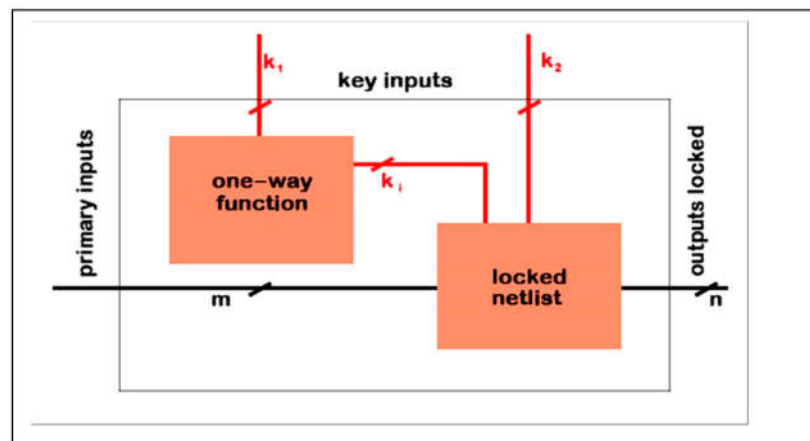 k₁
k₂
key inputs
primary inputs
one-way
function
kᵢ
outputs locked
locked
netlist
m
n